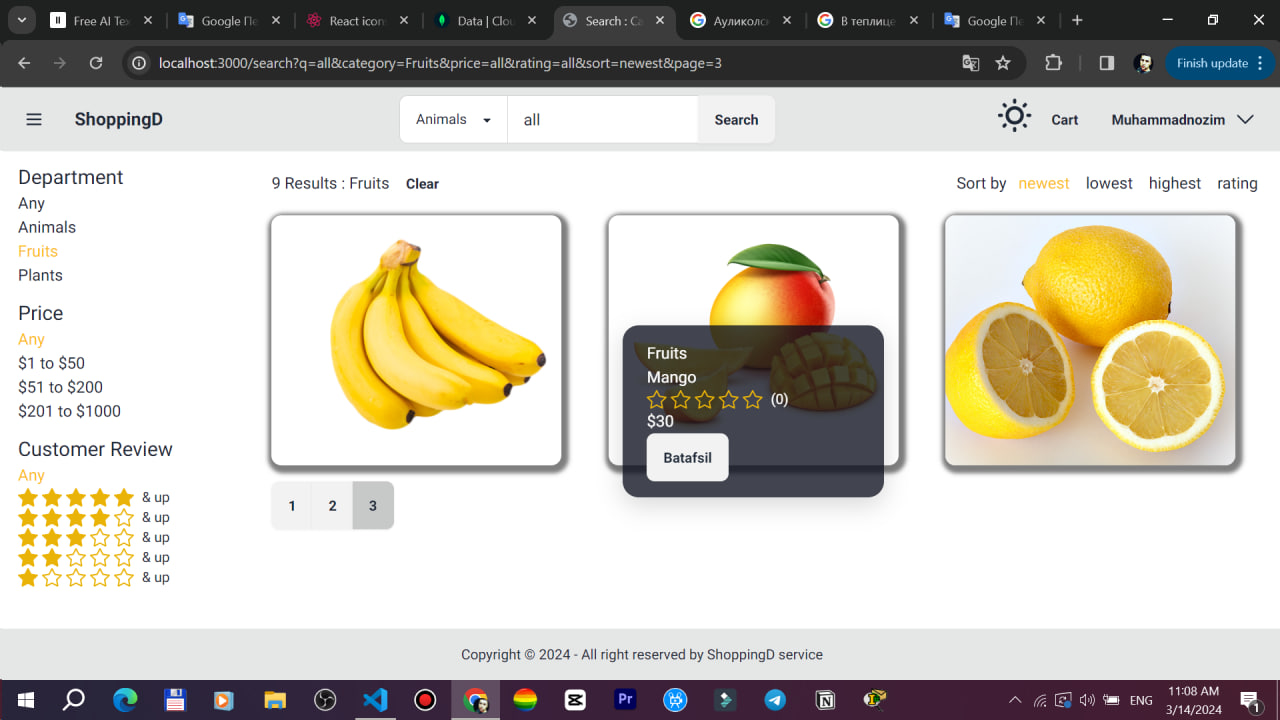 Free AI Tex
Google Пе
React icon
Data | Clou
Search : Ca
Ауликолск
В теплице
Google Пе
localhost:3000/search?q=all&category=Fruits&price=all&rating=all&sort=newest&page=3
Finish update
ShoppingD
Animals
all
Search
Cart
Muhammadnozim
Department
Any
Animals
Fruits
Plants
Price
Any
$1 to $50
$51 to $200
$201 to $1000
Customer Review
Any
& up
& up
& up
& up
& up
9 Results : Fruits Clear
Sort by newest lowest highest rating
Fruits
Mango
(0)
$30
Batafsil
1 2 3
Copyright © 2024 - All right reserved by ShoppingD service
Pr
ENG
11:08 AM
3/14/2024
1